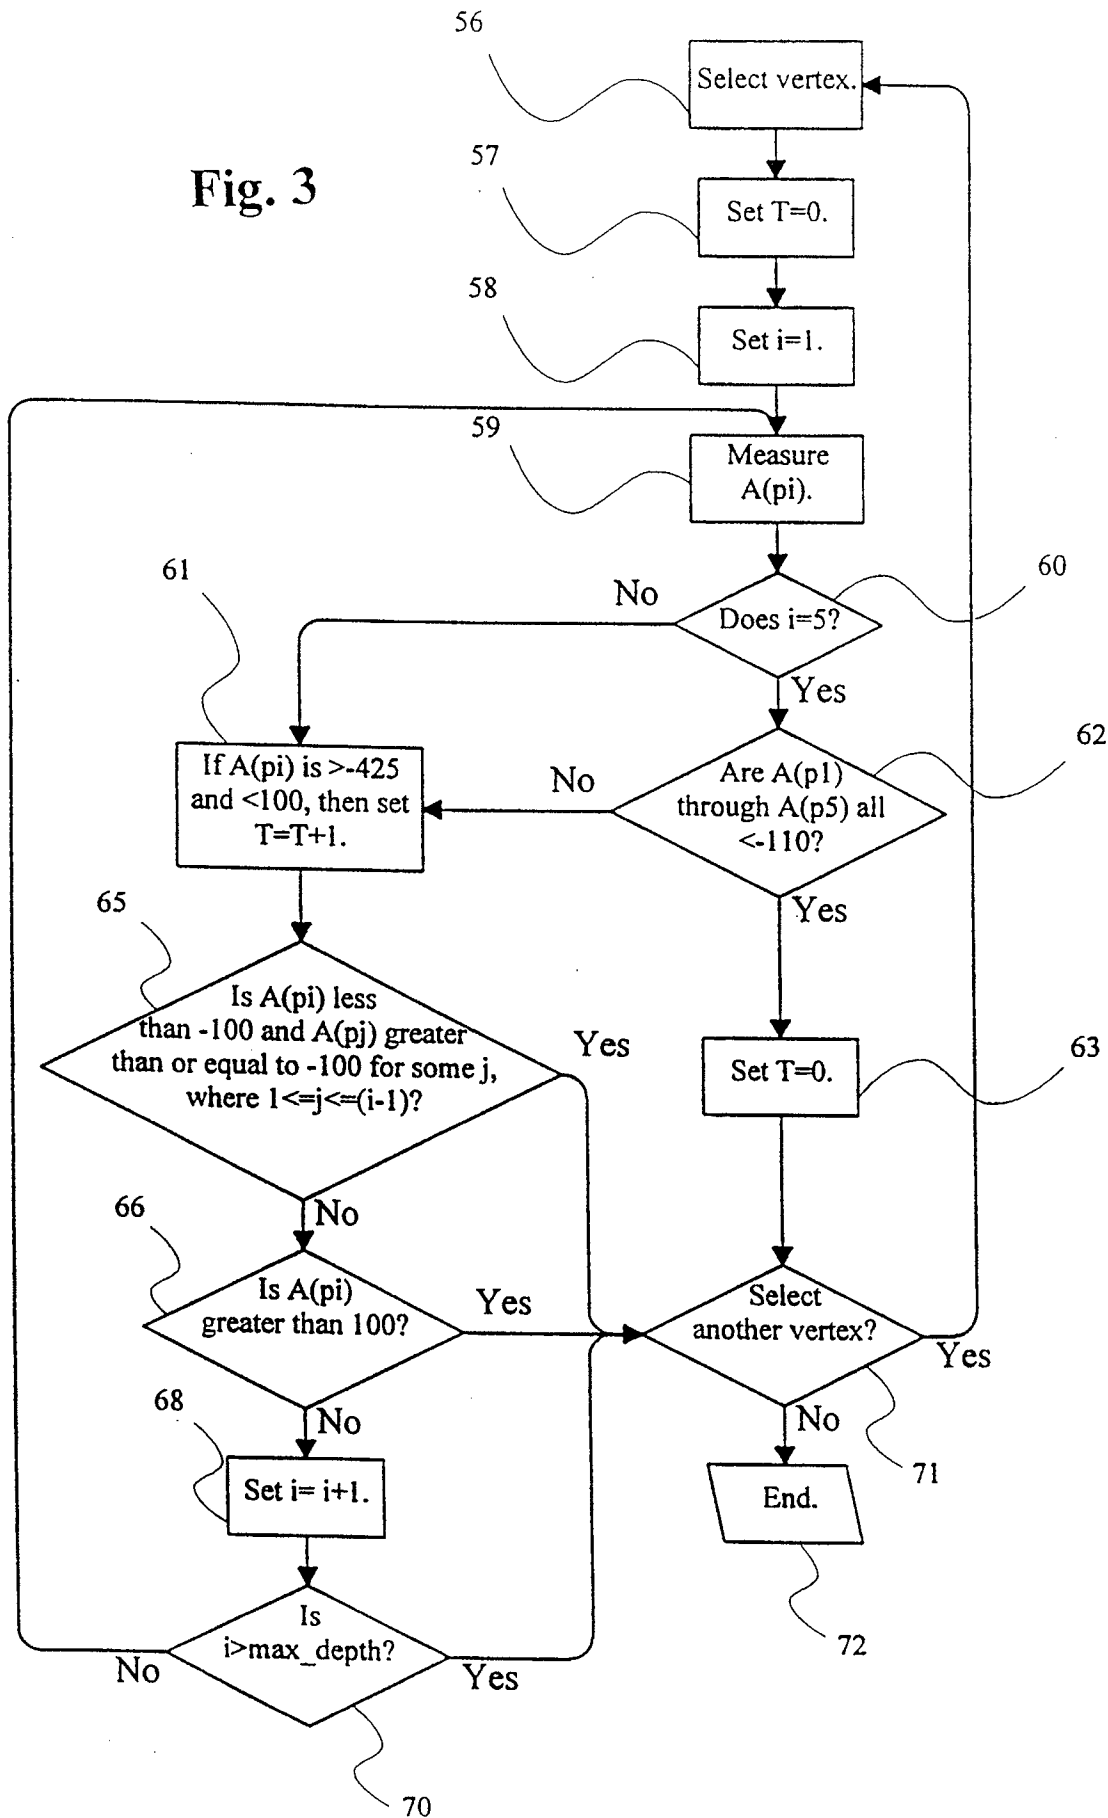 56
Select vertex.
57
Fig. 3
Set T=0.
58
Set i=1.
59
Measure
A(pi).
61
60
No
Does i=5?
Yes
62
If A(pi) is >-425
and <100, then set
T=T+1.
No
Are A(p1)
through A(p5) all
<-110?
Yes
65
Is A(pi) less
than -100 and A(pj) greater
than or equal to -100 for some j,
where 1<=j<=(i-1)?
Yes
63
Set T=0.
No
66
Is A(pi)
greater than 100?
Yes
Select
another vertex?
Yes
No
No
68
71
Set i= i+1.
End.
Is
i>max_depth?
No
Yes
72
70